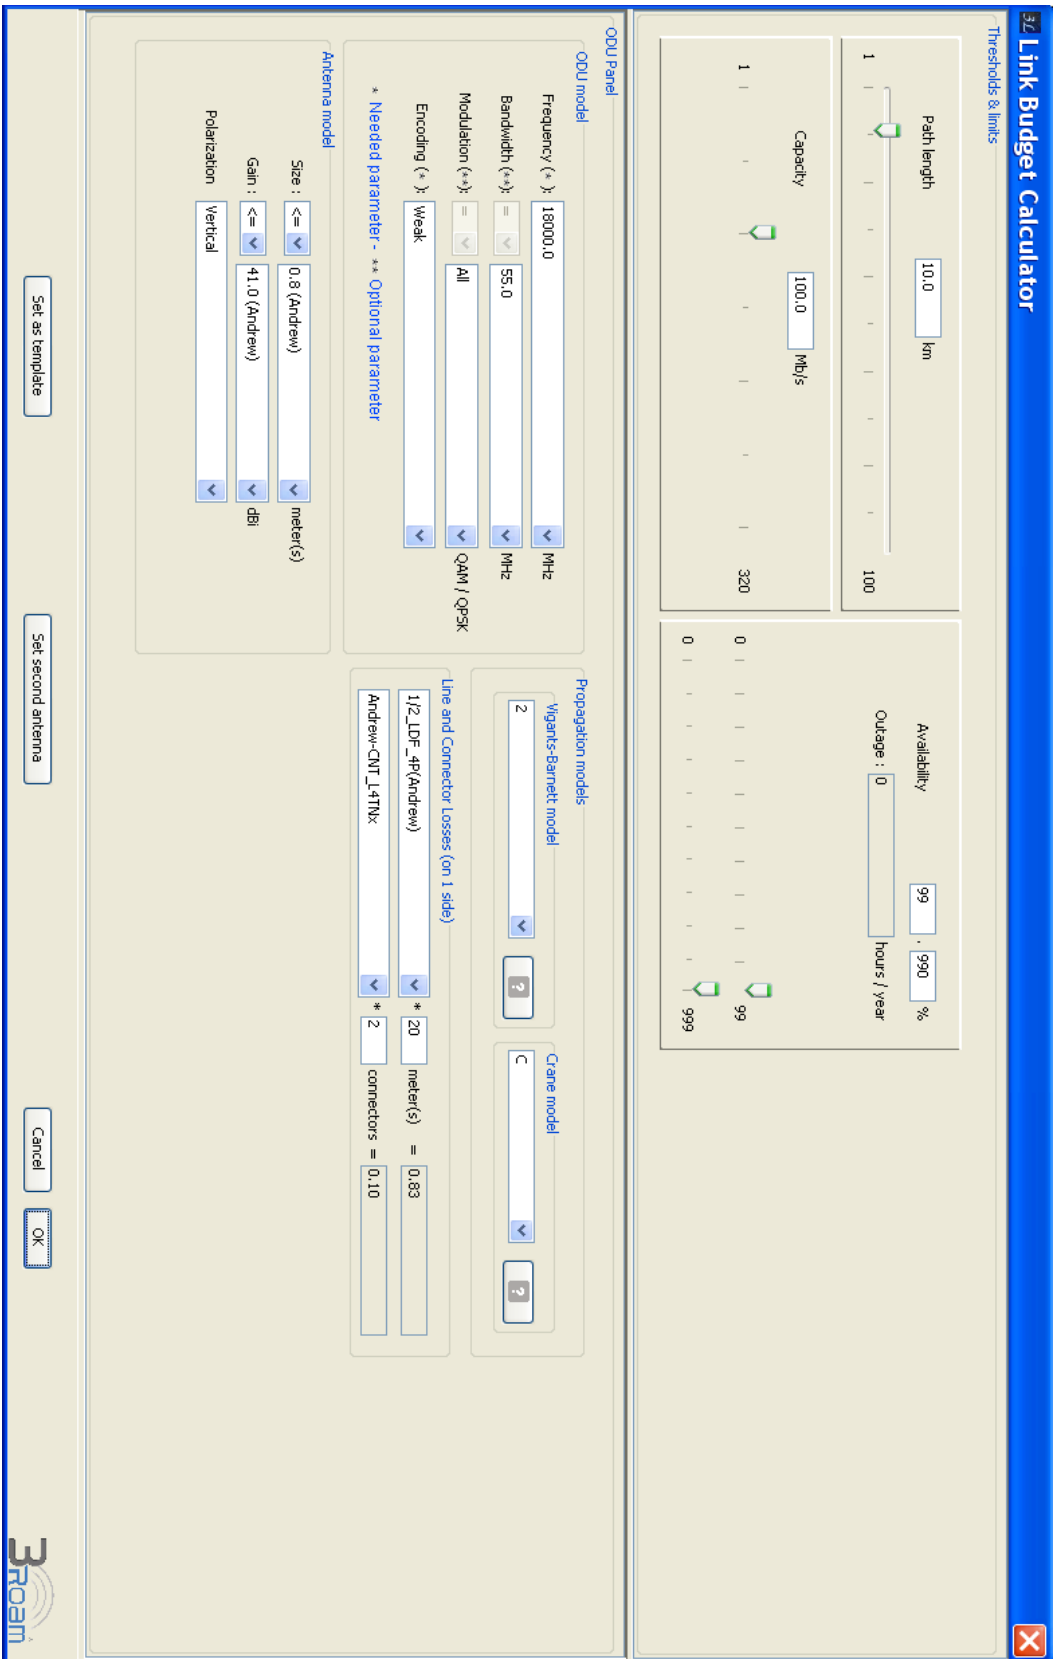 3L Link Budget Calculator
Thresholds & limits
Path length 10.0 km
1 100
Capacity 100.0 Mb/s
1 320
Availability 99 . 990 %
Outage : 0 hours / year
0 99
0 999
ODU Panel
ODU model
Frequency (* ): 18000.0 MHz
Bandwidth (**): = 55.0 MHz
Modulation (**): = All QAM / QPSK
Encoding (* ): Weak
* Needed parameter - ** Optional parameter
Antenna model
Size : <= 0.8 (Andrew) meter(s)
Gain : <= 41.0 (Andrew) dBi
Polarization Vertical
Propagation models
Vigants-Barnett model
2 ?
Crane model
C ?
Line and Connector Losses (on 1 side)
1/2_LDF_4P(Andrew) * 20 meter(s) = 0.83
Andrew-CNT_L4TNx * 2 connectors = 0.10
Set as template Set second antenna Cancel OK
3Roam